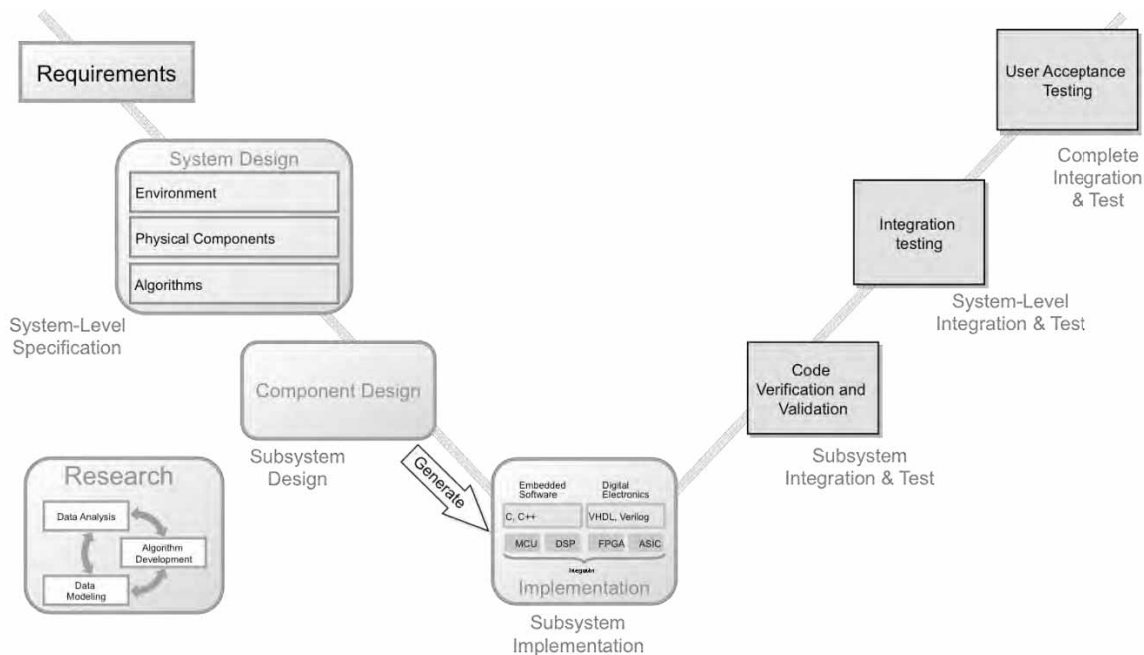 Requirements
System Design
Environment
Physical Components
Algorithms
System-Level
Specification
Component Design
Subsystem
Design
Generate
Research
Data Analysis
Algorithm
Development
Data
Modeling
Embedded
Software
Digital
Electronics
C, C++
VHDL, Verilog
MCU
DSP
FPGA
ASIC
Integration
Implementation
Subsystem
Implementation
Code
Verification and
Validation
Subsystem
Integration & Test
Integration
testing
System-Level
Integration & Test
User Acceptance
Testing
Complete
Integration
& Test